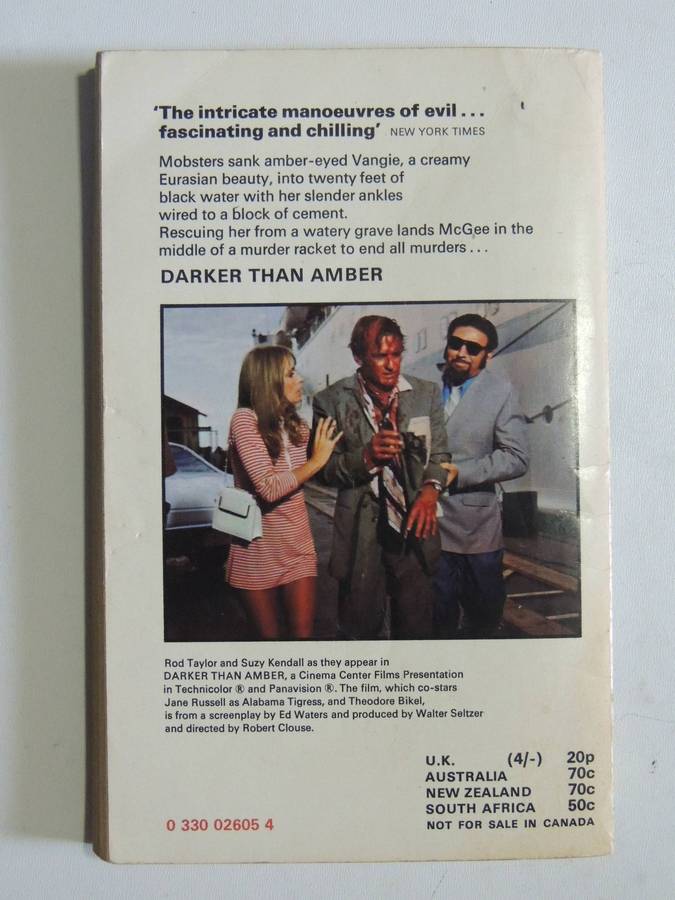 ‘The intricate manoeuvres of evil...
fascinating and chilling’ NEW YORK TIMES
Mobsters sank amber-eyed Vangie, a creamy
Eurasian beauty, into twenty feet of
black water with her slender ankles
wired to a block of cement.
Rescuing her from a watery grave lands McGee in the
middle of a murder racket to end all murders...
DARKER THAN AMBER
Rod Taylor and Suzy Kendall as they appear in
DARKER THAN AMBER, a Cinema Center Films Presentation
in Technicolor ® and Panavision ®. The film, which co-stars
Jane Russell as Alabama Tigress, and Theodore Bikel,
is from a screenplay by Ed Waters and produced by Walter Seltzer
and directed by Robert Clouse.
U.K. (4/-) 20p
AUSTRALIA 70c
NEW ZEALAND 70c
SOUTH AFRICA 50c
NOT FOR SALE IN CANADA
0 330 02605 4